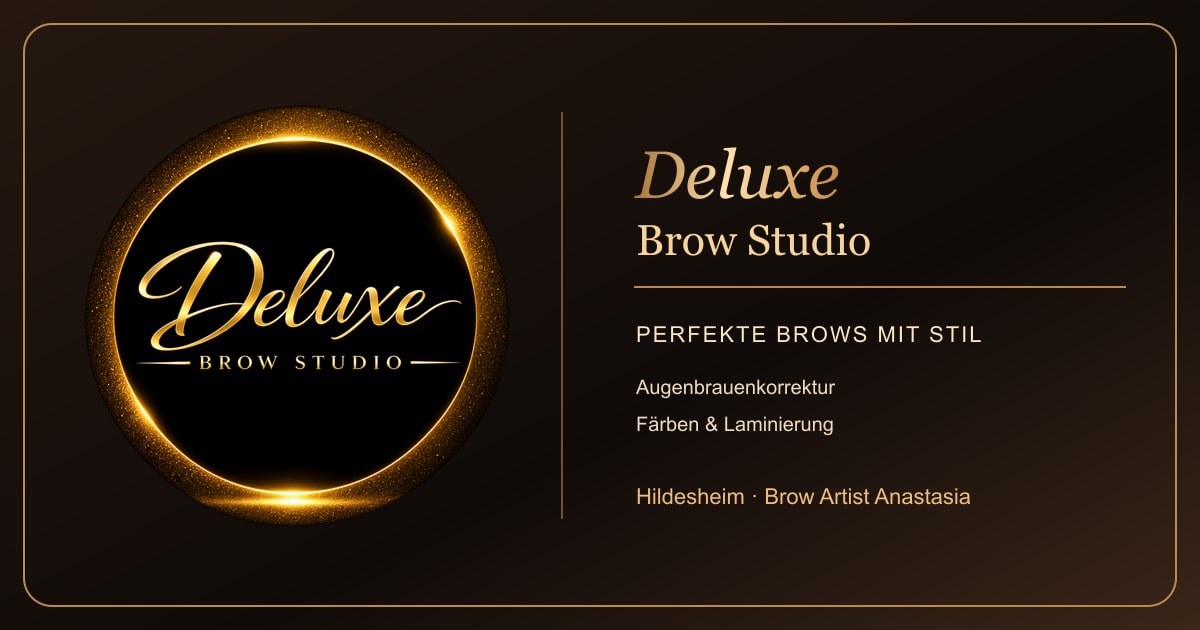 Deluxe
BROW STUDIO
Deluxe
Brow Studio
PERFEKTE BROWS MIT STIL
Augenbrauenkorrektur
Färben & Laminierung
Hildesheim · Brow Artist Anastasia